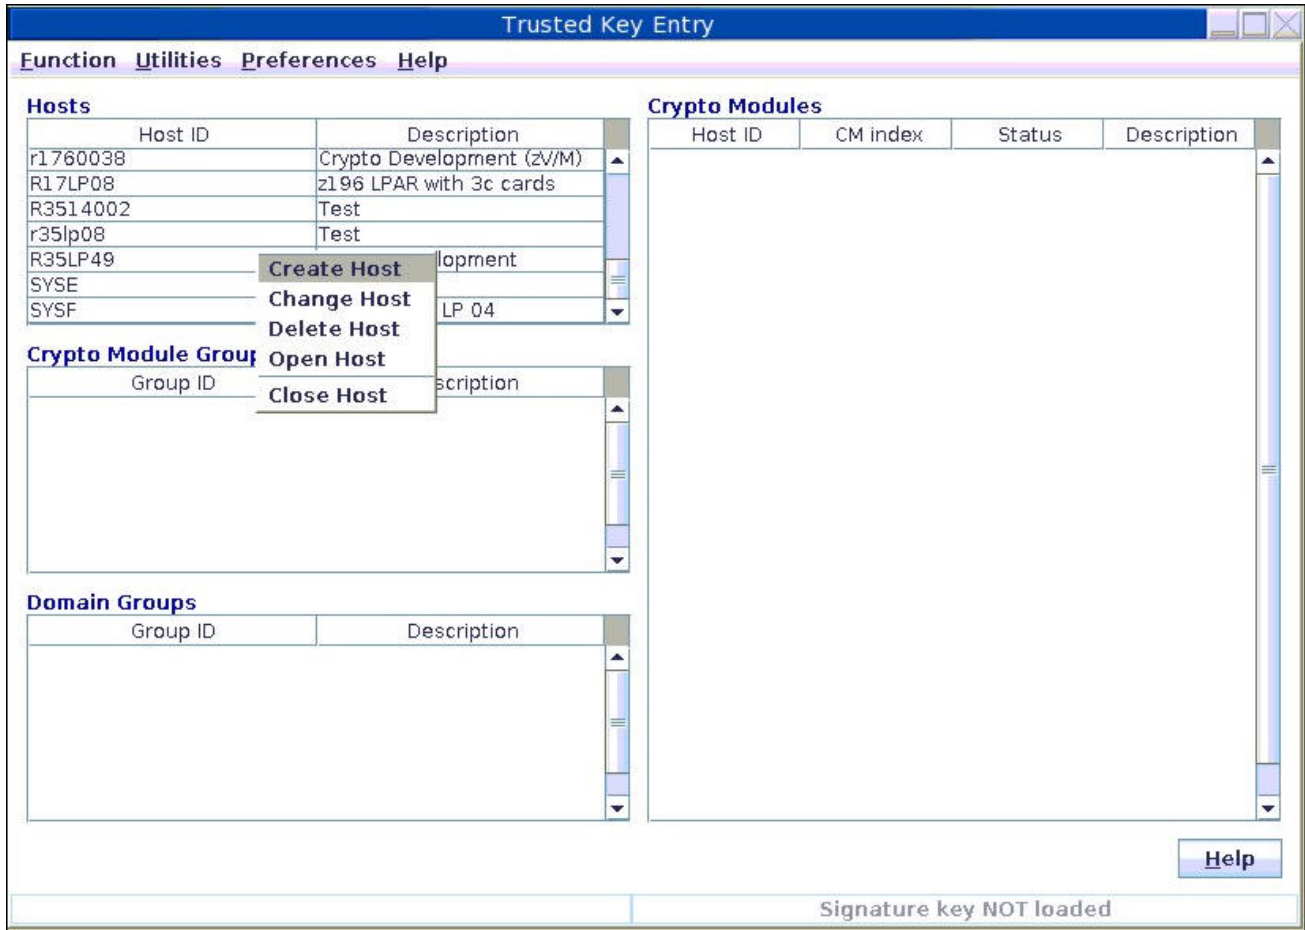 Trusted Key Entry
Function Utilities Preferences Help
Hosts
Host ID Description
r1760038 Crypto Development (zV/M)
R17LP08 z196 LPAR with 3c cards
R3514002 Test
r35lp08 Test
R35LP49 lopment
SYSE
SYSF LP 04
Create Host
Change Host
Delete Host
Open Host
Close Host
Crypto Module Group
Group ID scription
Domain Groups
Group ID Description
Crypto Modules
Host ID CM index Status Description
Help
Signature key NOT loaded